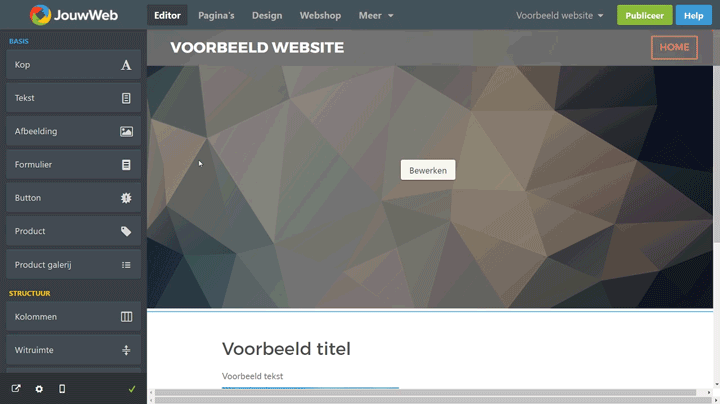 JouwWeb
Editor
Pagina's
Design
Webshop
Meer
Voorbeeld website
Publiceer
Help
BASIS
Kop
Tekst
Afbeelding
Formulier
Button
Product
Product galerij
STRUCTUUR
Kolommen
Witruimte
VOORBEELD WEBSITE
HOME
Bewerken
Voorbeeld titel
Voorbeeld tekst